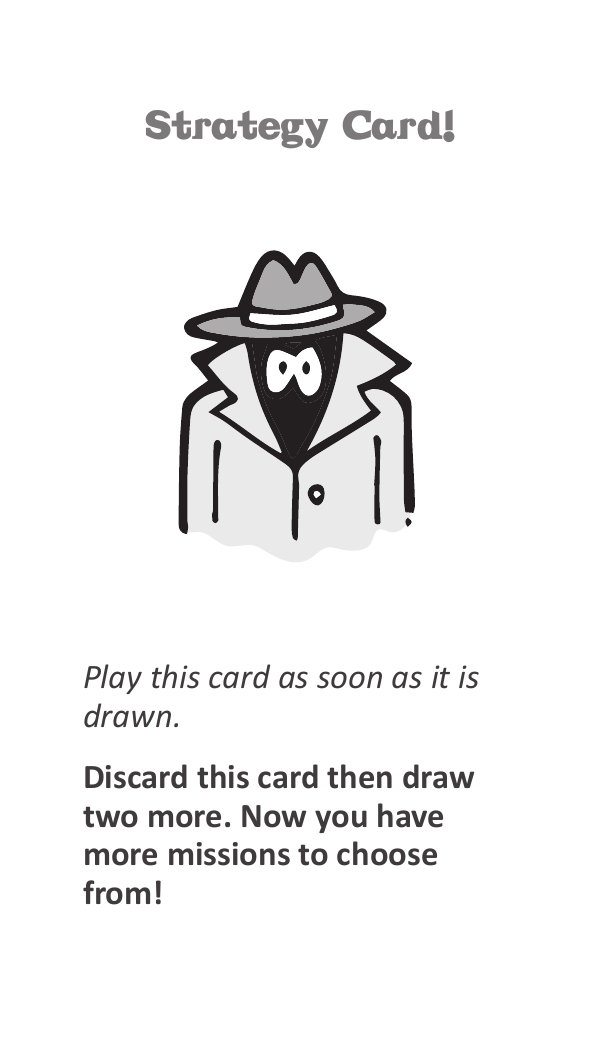 Strategy Card!
Play this card as soon as it is
drawn.
Discard this card then draw
two more. Now you have
more missions to choose
from!